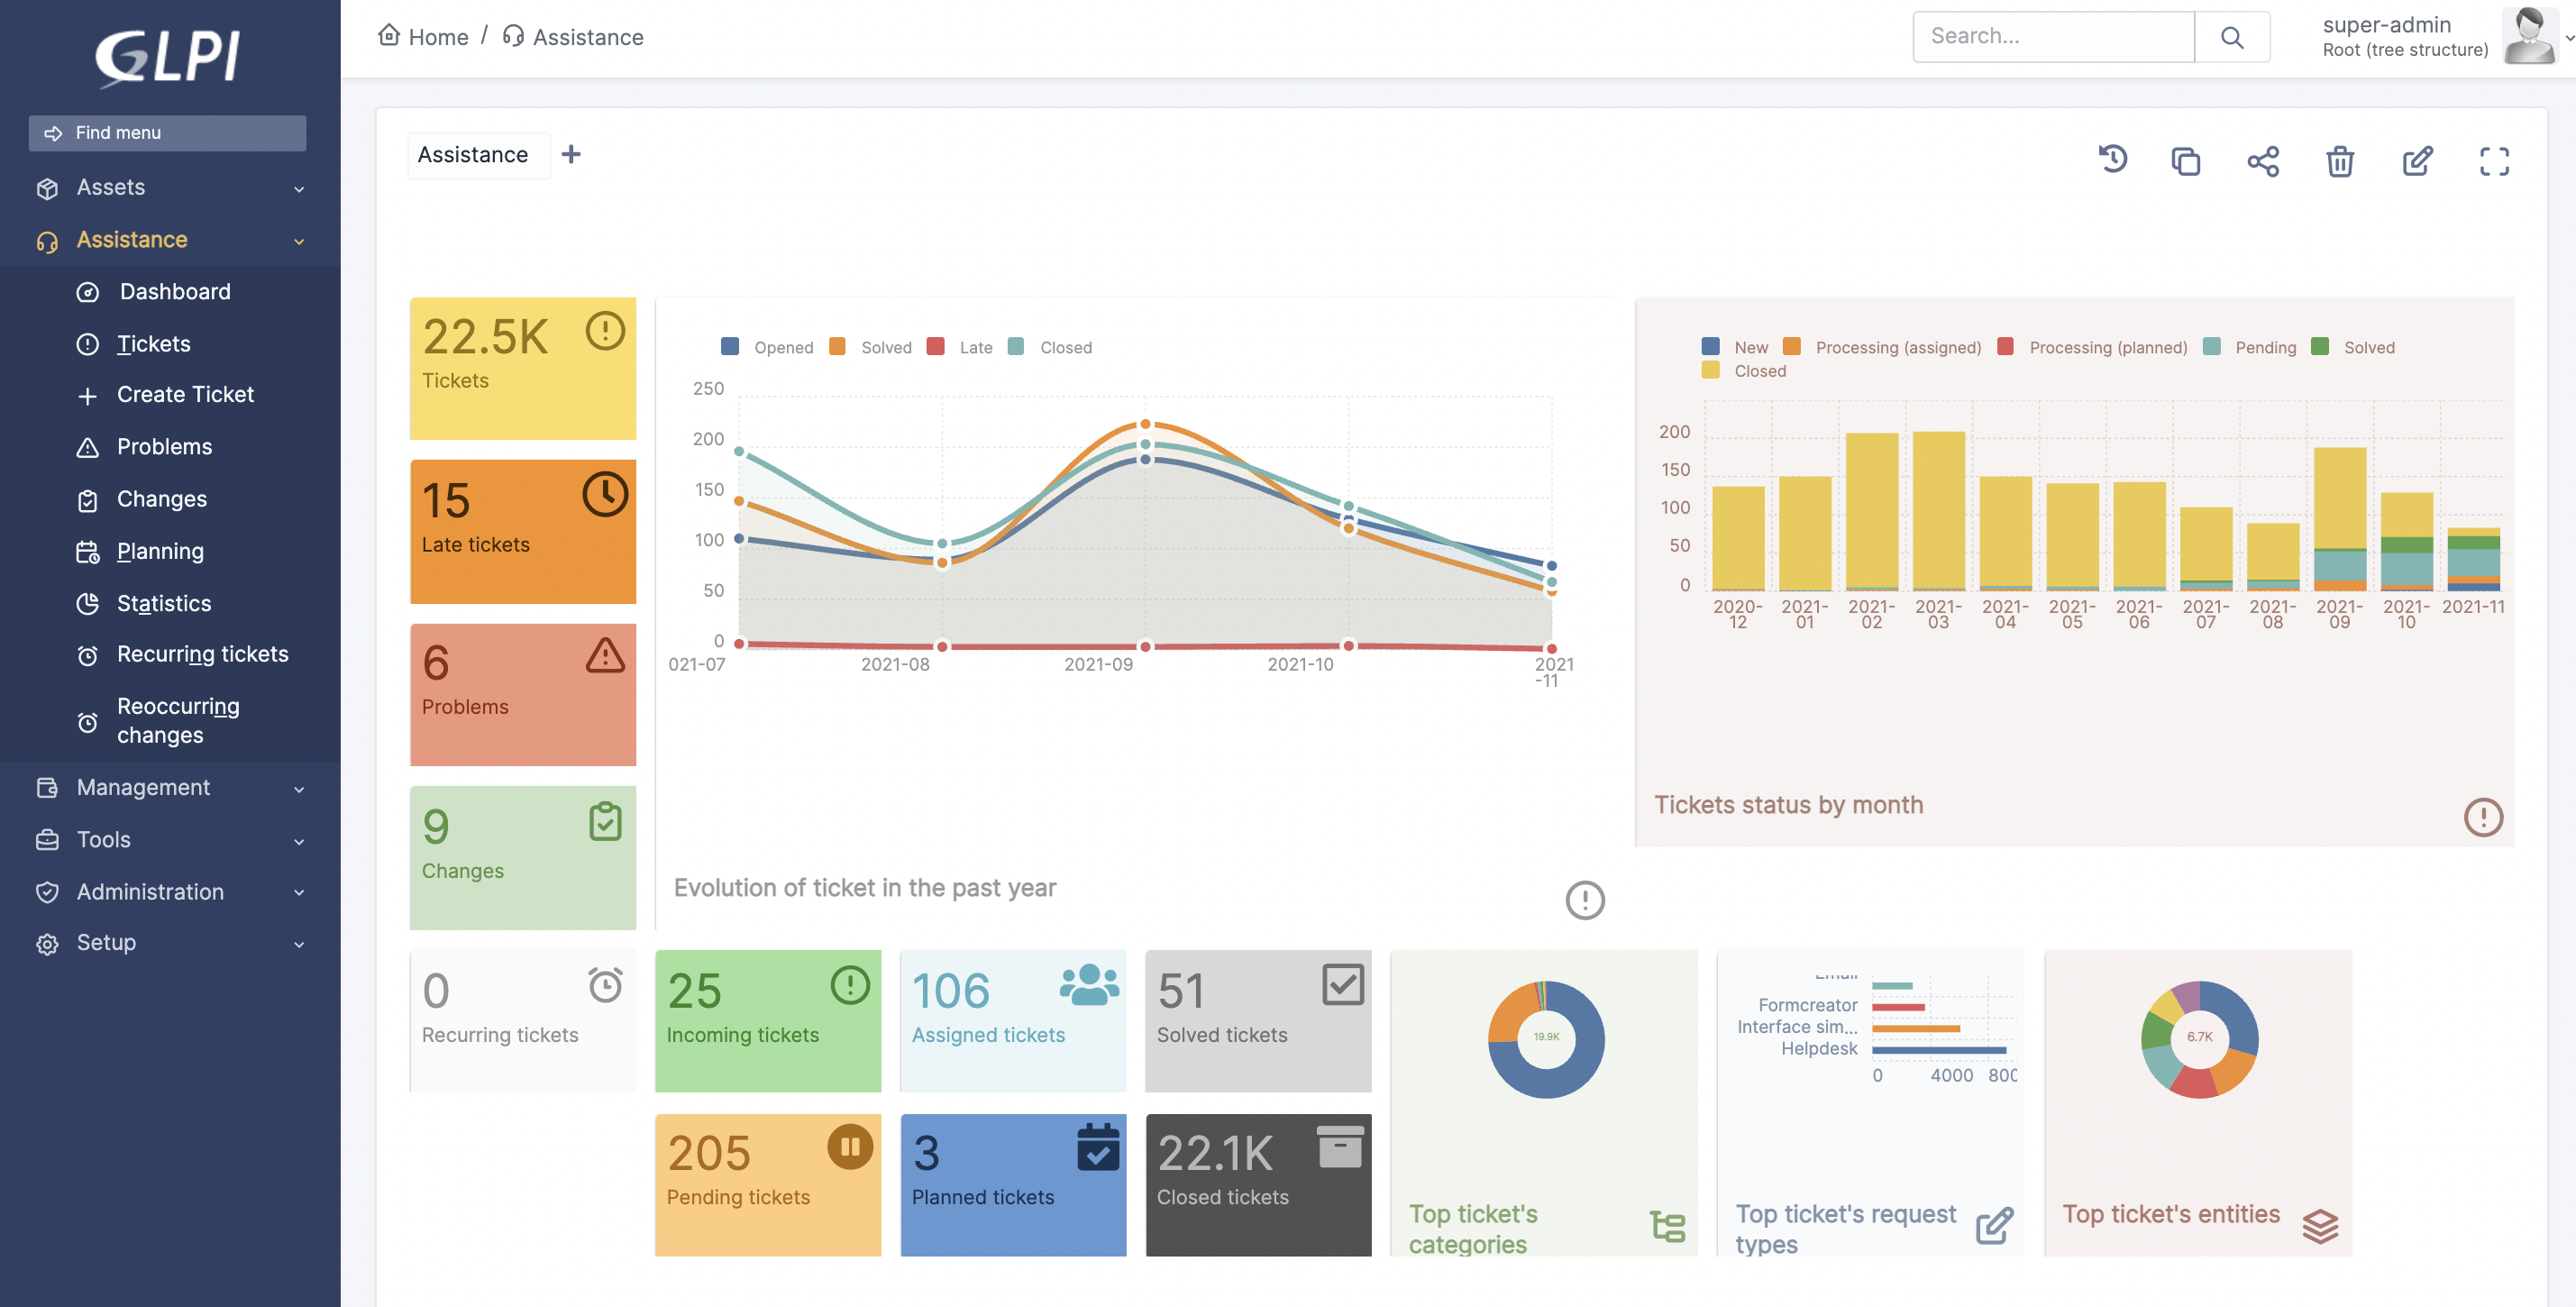 GLPI
Find menu
Assets
Assistance
Dashboard
Tickets
Create Ticket
Problems
Changes
Planning
Statistics
Recurring tickets
Reoccurring
changes
Management
Tools
Administration
Setup
Home / Assistance
Search...
super-admin
Root (tree structure)
Assistance
22.5K
Tickets
15
Late tickets
6
Problems
9
Changes
Opened Solved Late Closed
250
200
150
100
50
0
021-07 2021-08 2021-09 2021-10 2021
-11
Evolution of ticket in the past year
New Processing (assigned) Processing (planned) Pending Solved
Closed
200
150
100
50
0
2020- 2021- 2021- 2021- 2021- 2021- 2021- 2021- 2021- 2021- 2021- 2021-11
12 01 02 03 04 05 06 07 08 09 10
Tickets status by month
0
Recurring tickets
25
Incoming tickets
106
Assigned tickets
51
Solved tickets
205
Pending tickets
3
Planned tickets
22.1K
Closed tickets
19.9K
Top ticket's
categories
Email
Formcreator
Interface sim...
Helpdesk
0 4000 800
Top ticket's request
types
6.7K
Top ticket's entities